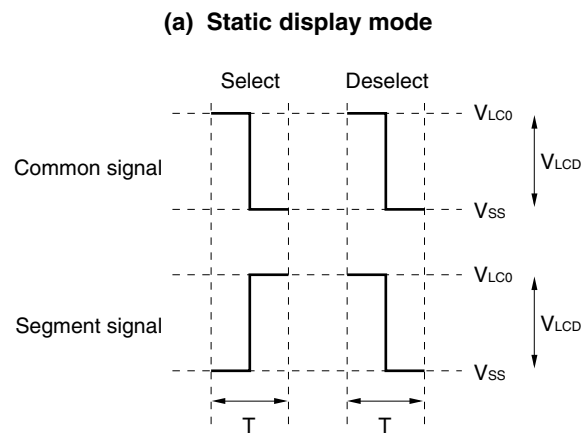 (a) Static display mode
Select Deselect
VLC0
Common signal
VLCD
VSS
VLC0
Segment signal
VLCD
VSS
T T